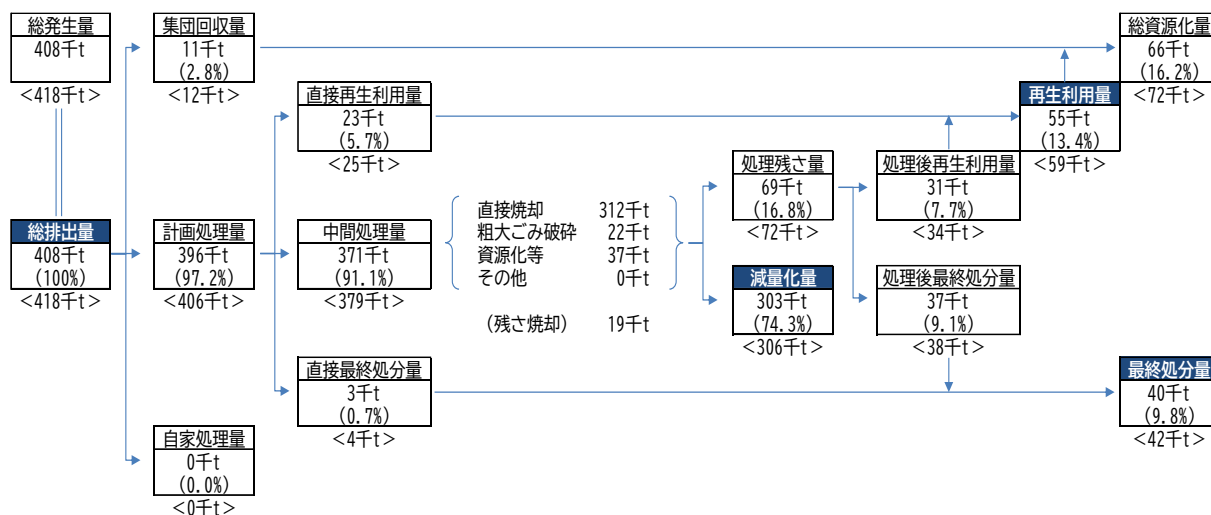 総発生量
408千t
<418千t>
集団回収量
11千t
(2.8%)
<12千t>
総資源化量
66千t
(16.2%)
<72千t>
直接再生利用量
23千t
(5.7%)
<25千t>
再生利用量
55千t
(13.4%)
<59千t>
処理残さ量
69千t
(16.8%)
<72千t>
処理後再生利用量
31千t
(7.7%)
<34千t>
総排出量
408千t
(100%)
<418千t>
計画処理量
396千t
(97.2%)
<406千t>
中間処理量
371千t
(91.1%)
<379千t>
直接焼却 312千t
粗大ごみ破砕 22千t
資源化等 37千t
その他 0千t
(残さ焼却) 19千t
減量化量
303千t
(74.3%)
<306千t>
処理後最終処分量
37千t
(9.1%)
<38千t>
直接最終処分量
3千t
(0.7%)
<4千t>
最終処分量
40千t
(9.8%)
<42千t>
自家処理量
0千t
(0.0%)
<0千t>